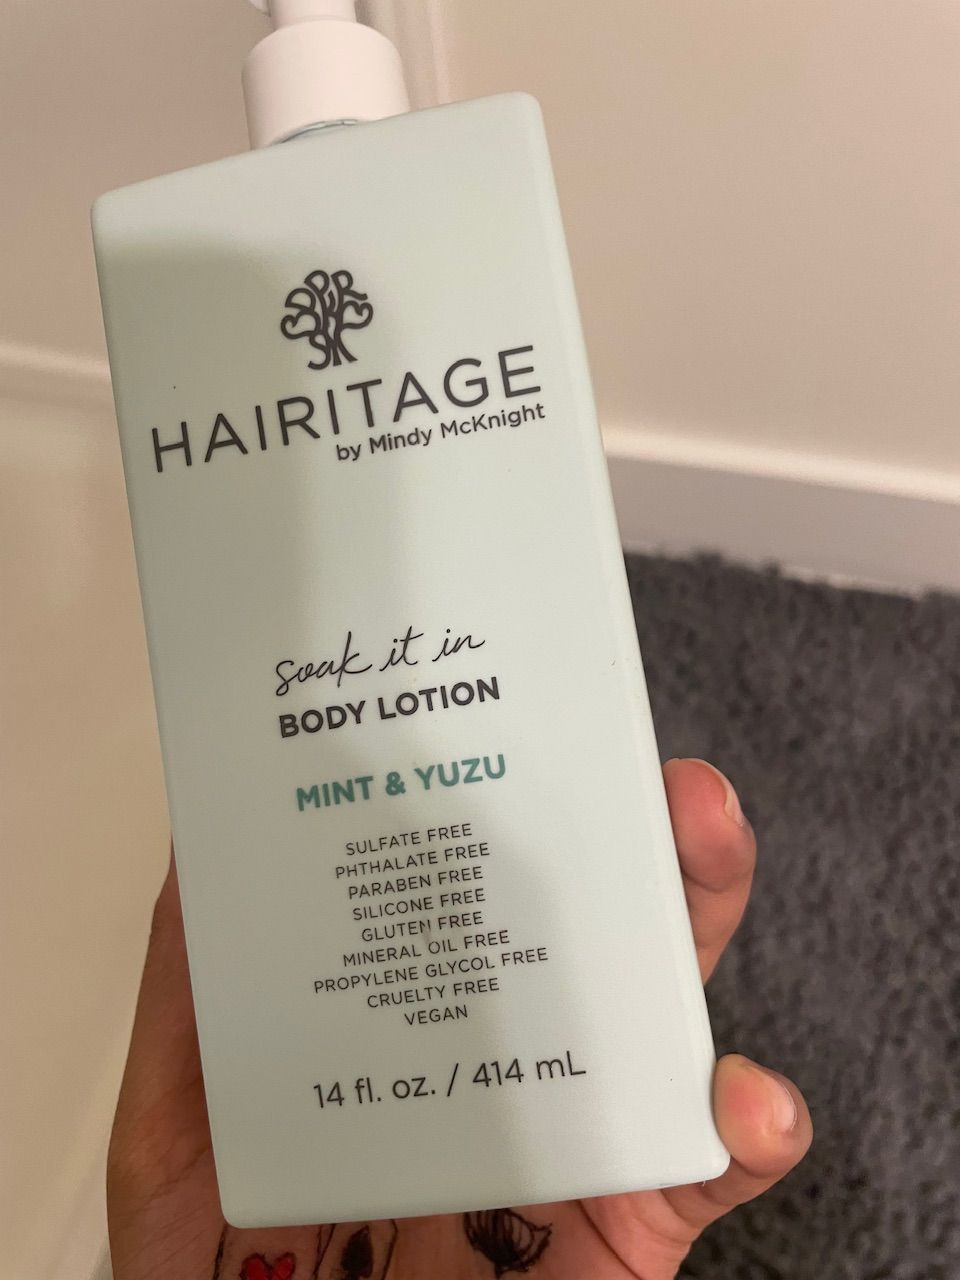 HAIRITAGE
by Mindy McKnight
soak it in
BODY LOTION
MINT & YUZU
SULFATE FREE
PHTHALATE FREE
PARABEN FREE
SILICONE FREE
GLUTEN FREE
MINERAL OIL FREE
PROPYLENE GLYCOL FREE
CRUELTY FREE
VEGAN
14 fl. oz. / 414 mL